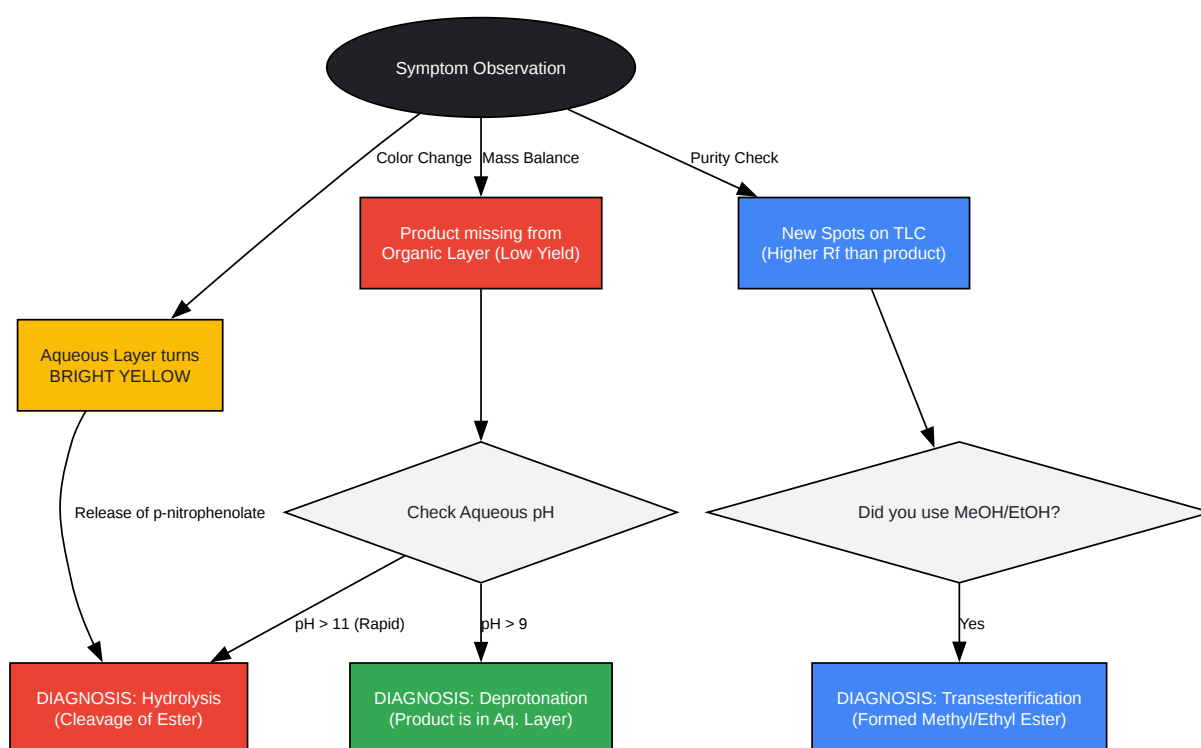 Symptom Observation
Color Change
Mass Balance
Purity Check
Product missing from
Organic Layer (Low Yield)
New Spots on TLC
(Higher Rf than product)
Aqueous Layer turns
BRIGHT YELLOW
Release of p-nitrophenolate
Check Aqueous pH
Did you use MeOH/EtOH?
pH > 11 (Rapid)
pH > 9
Yes
DIAGNOSIS: Hydrolysis
(Cleavage of Ester)
DIAGNOSIS: Deprotonation
(Product is in Aq. Layer)
DIAGNOSIS: Transesterification
(Formed Methyl/Ethyl Ester)